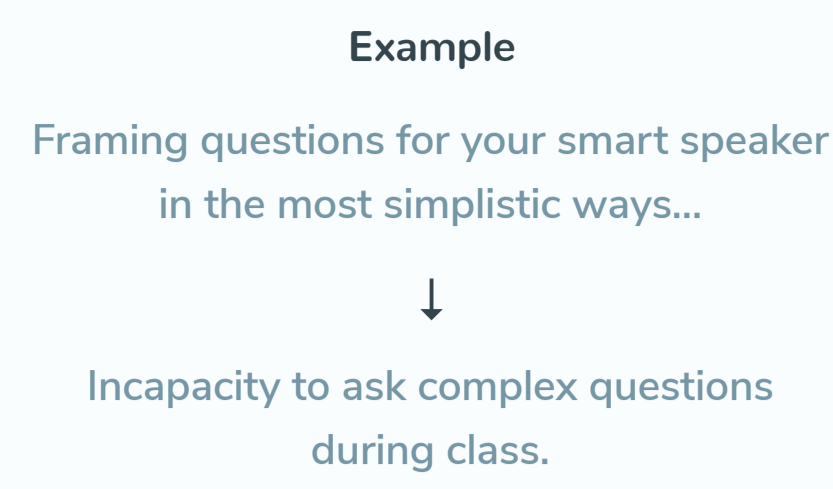 Example
Framing questions for your smart speaker
in the most simplistic ways...
↓
Incapacity to ask complex questions
during class.